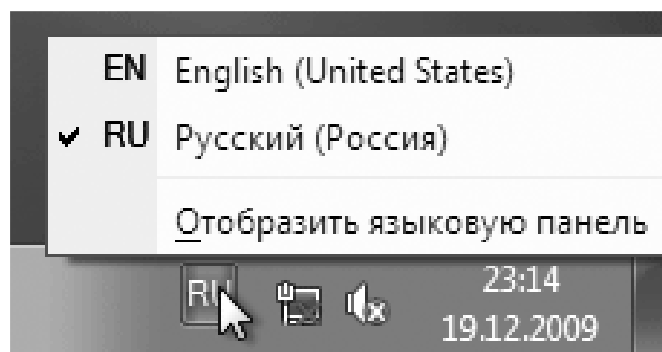 EN English (United States)
RU Русский (Россия)
Отобразить языковую панель
RU
23:14
19.12.2009